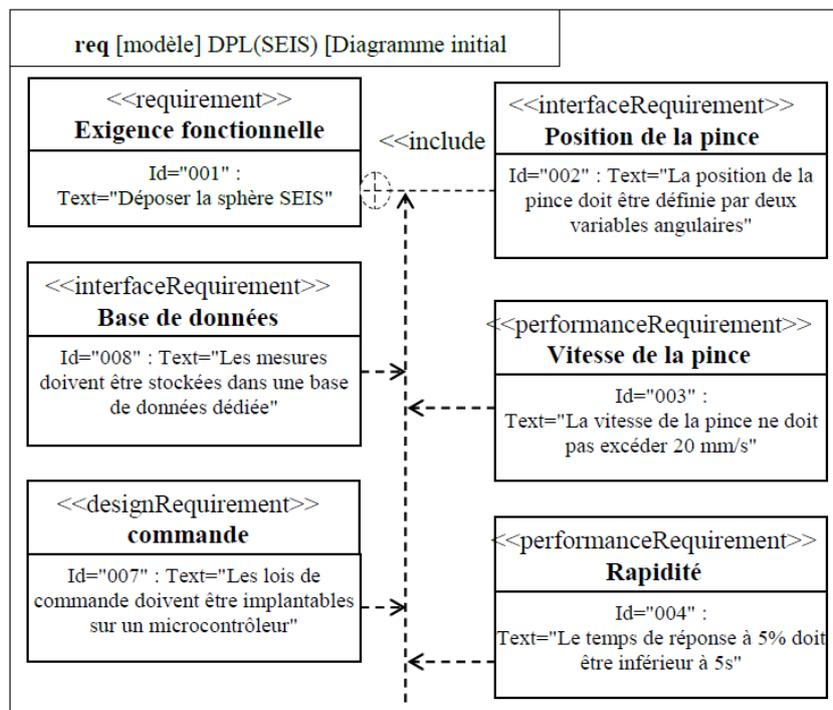 req [modèle] DPL(SEIS) [Diagramme initial
<<requirement>>
Exigence fonctionnelle
Id="001" :
Text="Déposer la sphère SEIS"
<<include
<<interfaceRequirement>>
Position de la pince
Id="002" : Text="La position de la
pince doit être définie par deux
variables angulaires"
<<interfaceRequirement>>
Base de données
Id="008" : Text="Les mesures
doivent être stockées dans une base
de données dédiée"
<<performanceRequirement>>
Vitesse de la pince
Id="003" :
Text="La vitesse de la pince ne doit
pas excéder 20 mm/s"
<<designRequirement>>
commande
Id="007" : Text="Les lois de
commande doivent être implantables
sur un microcontrôleur"
<<performanceRequirement>>
Rapidité
Id="004" :
Text="Le temps de réponse à 5% doit
être inférieur à 5s"